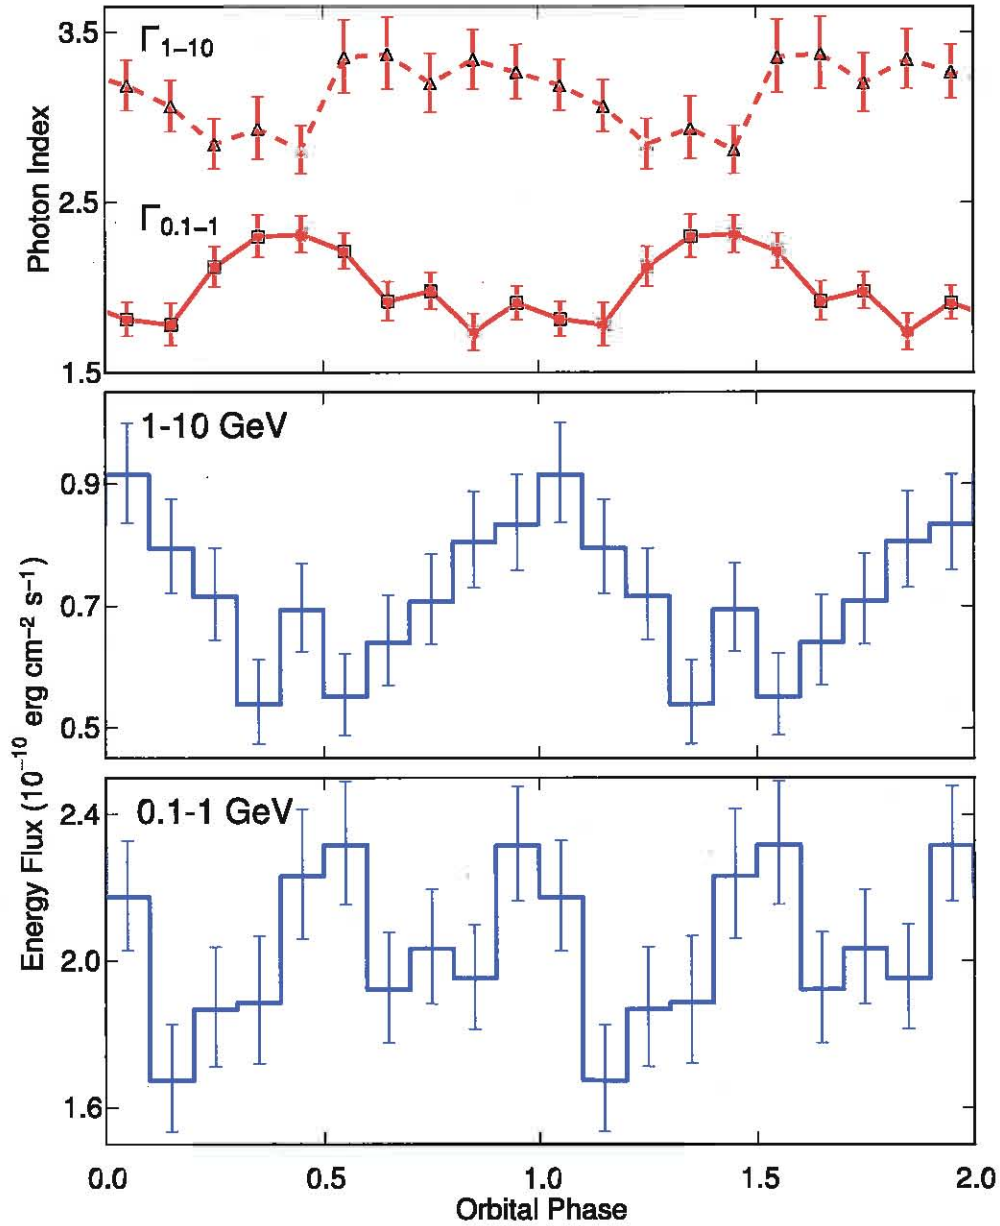 Γ1–10
Γ0.1–1
3.5
2.5
1.5
Photon Index
1-10 GeV
0.9
0.7
0.5
0.1-1 GeV
2.4
2.0
1.6
Energy Flux (10⁻¹⁰ erg cm⁻² s⁻¹)
0.0 0.5 1.0 1.5 2.0
Orbital Phase